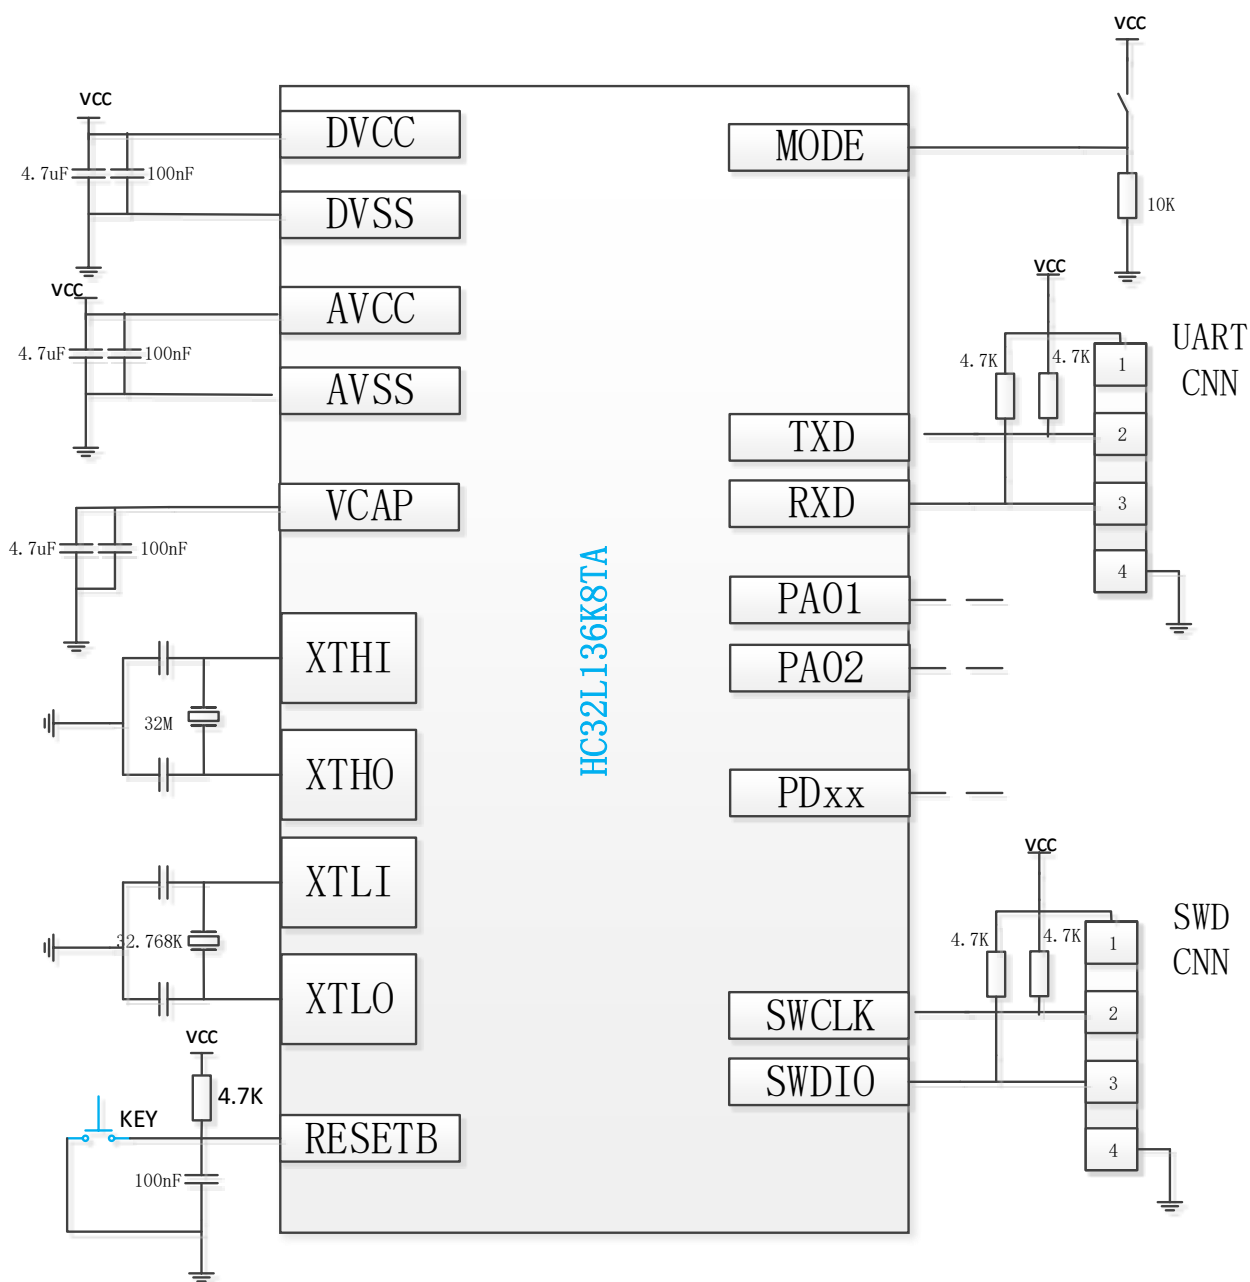 VCC
DVCC
4.7uF
100nF
DVSS
VCC
AVCC
4.7uF
100nF
AVSS
VCAP
4.7uF
100nF
XTHI
32M
XTHO
XTLI
32.768K
XTLO
VCC
4.7K
KEY
RESETB
100nF
HC32L136K8TA
VCC
MODE
10K
VCC
UART
CNN
4.7K
4.7K
1
TXD
2
RXD
3
PA01
4
PA02
PDxx
VCC
SWD
CNN
4.7K
4.7K
1
SWCLK
2
SWDIO
3
4